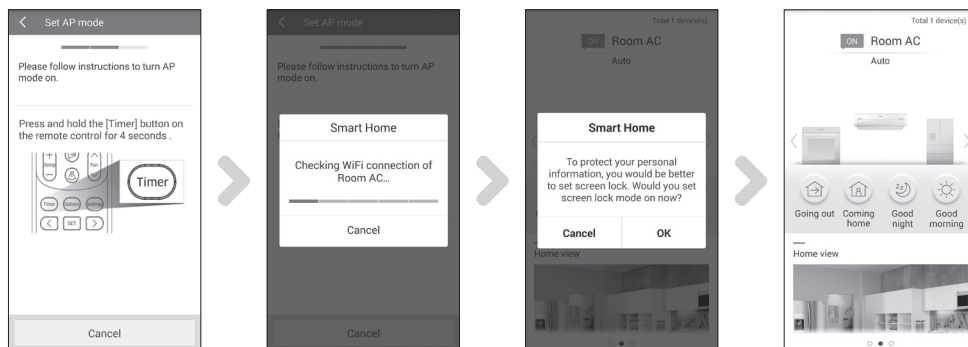 Set AP mode
Please follow instructions to turn AP
mode on.
Press and hold the [Timer] button on
the remote control for 4 seconds .
Temp
Fan
Timer
Options
Settings
SET
Timer
Cancel
Set AP mode
Please follow instructions to turn AP
mode on.
Smart Home
Checking WiFi connection of
Room AC...
Cancel
Cancel
Total 1 device(s)
ON Room AC
Auto
Smart Home
To protect your personal
information, you would be better
to set screen lock. Would you set
screen lock mode on now?
Cancel OK
Home view
Total 1 device(s)
ON Room AC
Auto
Going out Coming home Good night Good morning
Home view